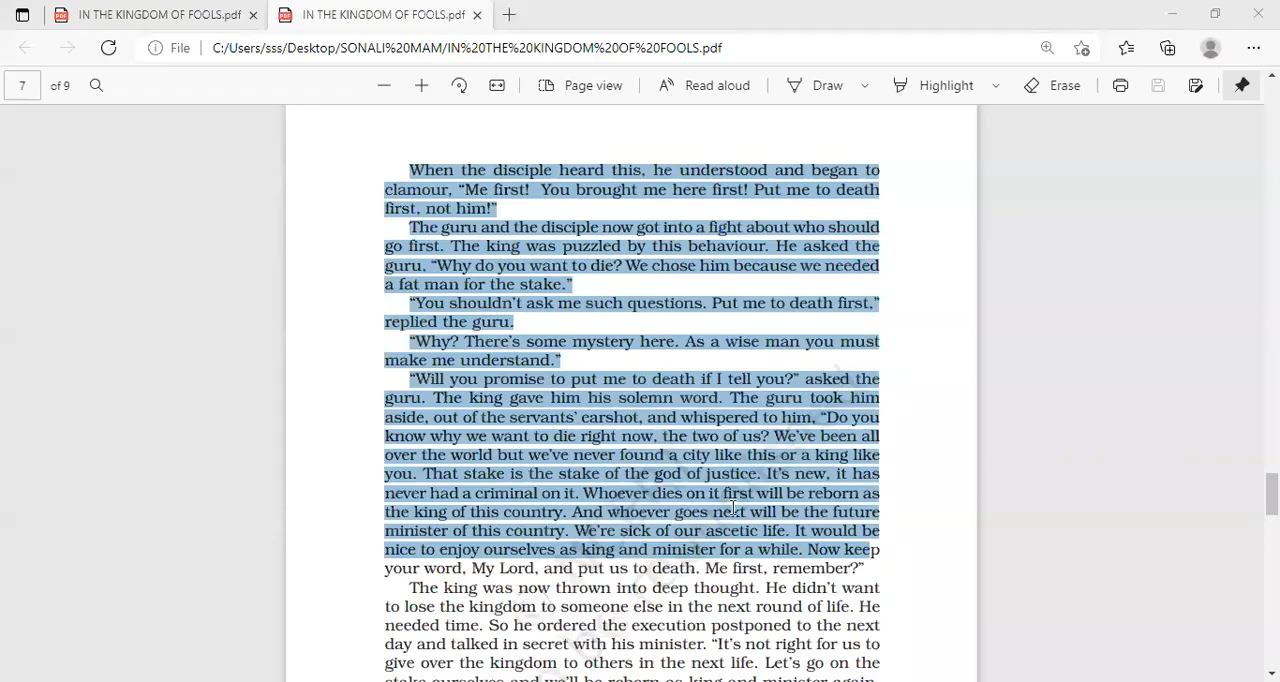 IN THE KINGDOM OF FOOLS.pdf
IN THE KINGDOM OF FOOLS.pdf
File
C:/Users/sss/Desktop/SONALI%20MAM/IN%20THE%20KINGDOM%20OF%20FOOLS.pdf
7 of 9
Page view
Read aloud
Draw
Highlight
Erase
When the disciple heard this, he understood and began to
clamour, “Me first! You brought me here first! Put me to death
first, not him!”
The guru and the disciple now got into a fight about who should
go first. The king was puzzled by this behaviour. He asked the
guru, “Why do you want to die? We chose him because we needed
a fat man for the stake.”
“You shouldn't ask me such questions. Put me to death first,”
replied the guru.
“Why? There's some mystery here. As a wise man you must
make me understand.”
“Will you promise to put me to death if I tell you?” asked the
guru. The king gave him his solemn word. The guru took him
aside, out of the servants' earshot, and whispered to him, “Do you
know why we want to die right now, the two of us? We've been all
over the world but we've never found a city like this or a king like
you. That stake is the stake of the god of justice. It's new, it has
never had a criminal on it. Whoever dies on it first will be reborn as
the king of this country. And whoever goes next will be the future
minister of this country. We're sick of our ascetic life. It would be
nice to enjoy ourselves as king and minister for a while. Now keep
your word, My Lord, and put us to death. Me first, remember?”
The king was now thrown into deep thought. He didn't want
to lose the kingdom to someone else in the next round of life. He
needed time. So he ordered the execution postponed to the next
day and talked in secret with his minister. “It's not right for us to
give over the kingdom to others in the next life. Let's go on the
stake ourselves and we'll be reborn as king and minister again.